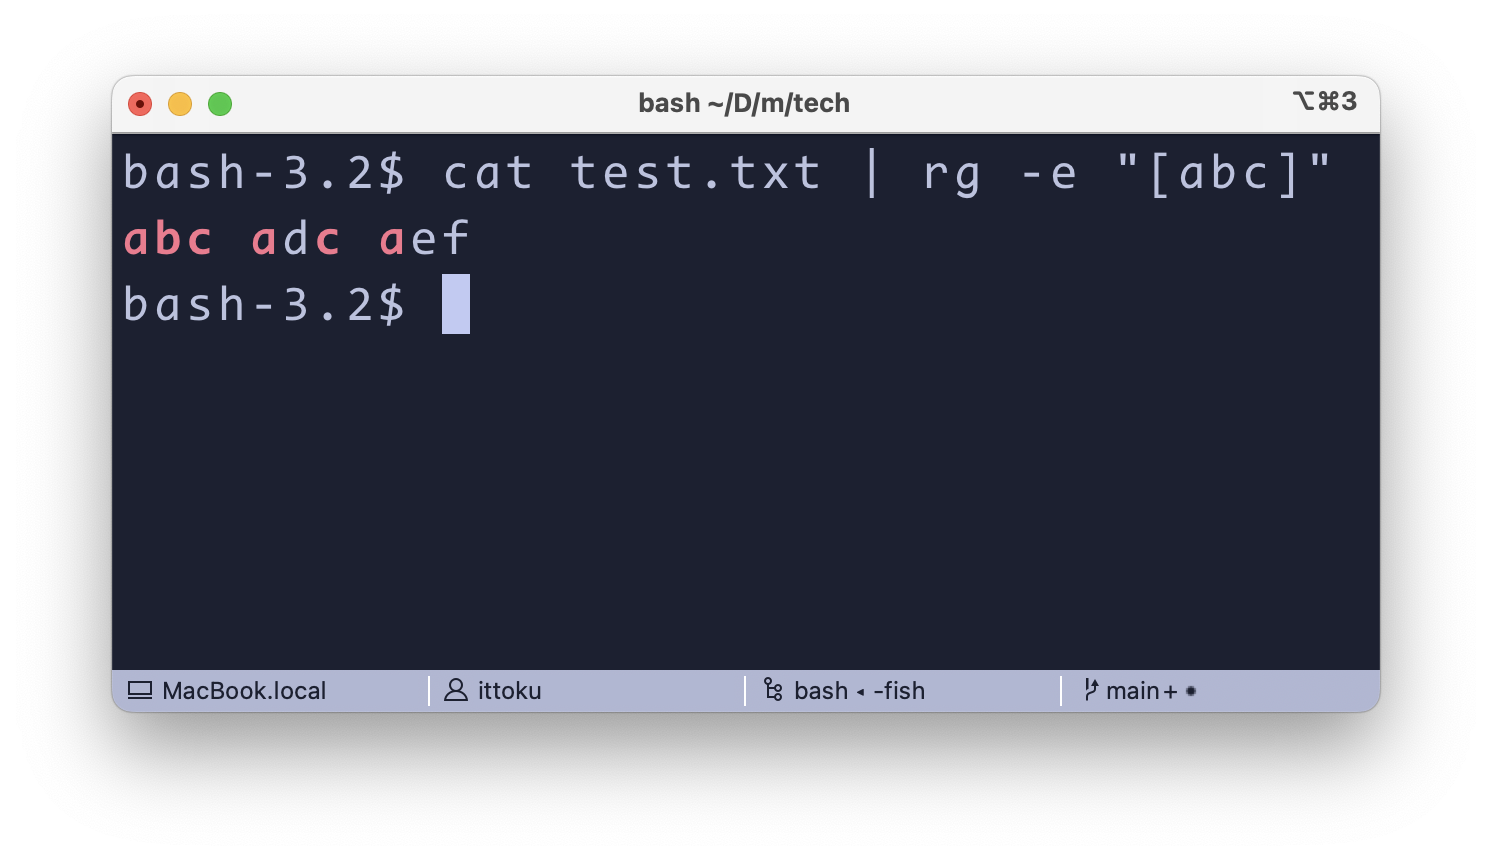 bash ~/D/m/tech
⌥⌘3
bash-3.2$ cat test.txt | rg -e "[abc]"
abc adc aef
bash-3.2$
MacBook.local
ittoku
bash ◂ -fish
main+ ●